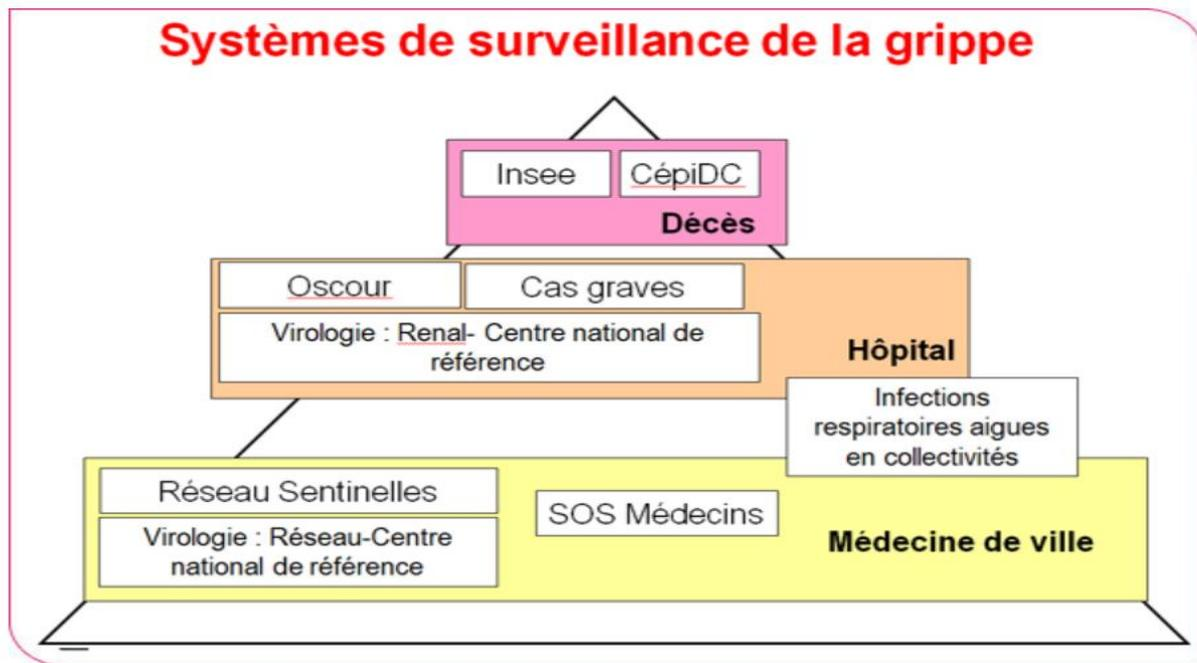 Systèmes de surveillance de la grippe
Insee
CépiDC
Décès
Oscour
Cas graves
Virologie : Renal- Centre national de
référence
Hôpital
Infections
respiratoires aigues
en collectivités
Réseau Sentinelles
SOS Médecins
Virologie : Réseau-Centre
national de référence
Médecine de ville